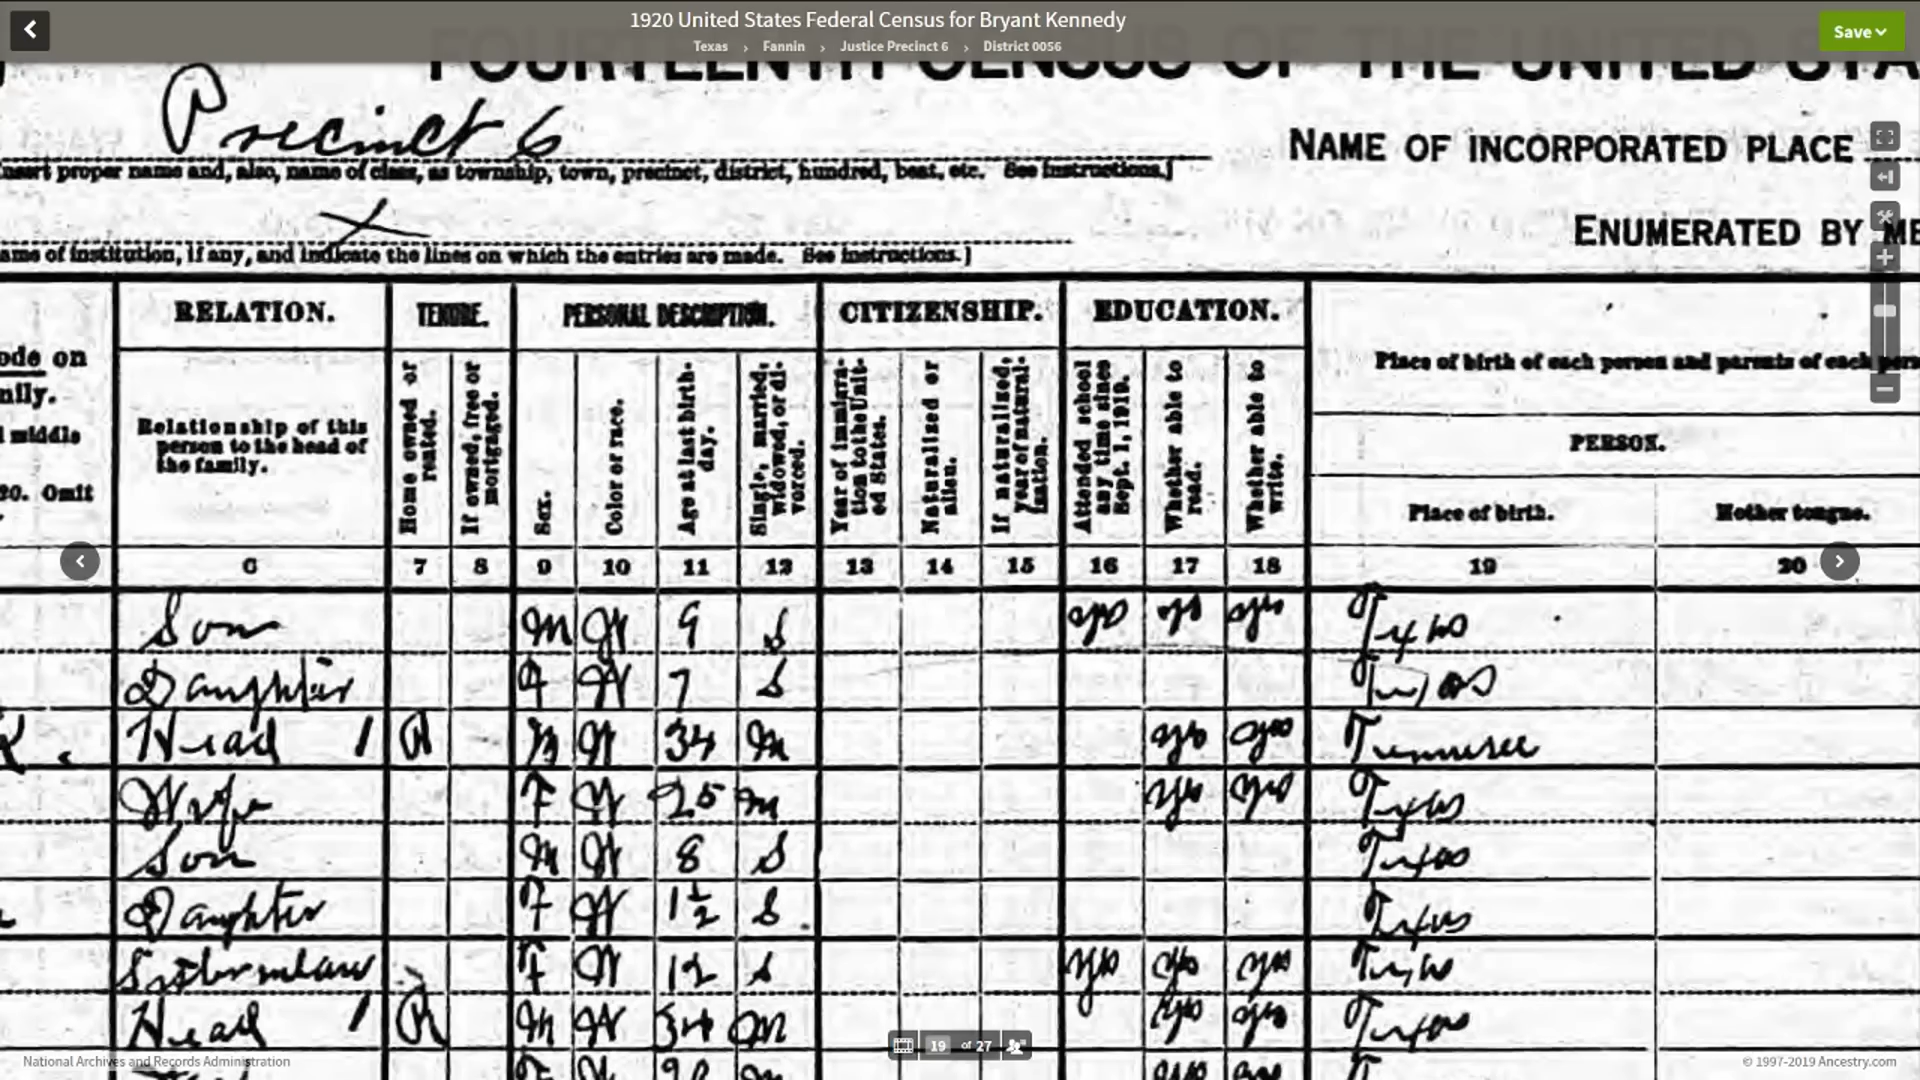 1920 United States Federal Census for Bryant Kennedy
Save
Texas › Fannin › Justice Precinct 6 › District 0056
FOURTEENTH CENSUS OF THE UNITED STA
Precinct 6
NAME OF INCORPORATED PLACE
nsert proper name and, also, name of class, as township, town, precinct, district, hundred, beat, etc. See Instructions.]
X
ENUMERATED BY ME
ame of institution, if any, and indicate the lines on which the entries are made. See instructions.]
RELATION. TENURE. PERSONAL DESCRIPTION. CITIZENSHIP. EDUCATION.
ode on
mily.
l middle
20. Omit
Relationship of this person to the head of the family.
Home owned or rented.
If owned, free or mortgaged.
Sex.
Color or race.
Age at last birthday.
Single, married, widowed, or divorced.
Year of immigration to the United States.
Naturalized or alien.
If naturalized, year of naturalization.
Attended school any time since Sept. 1, 1919.
Whether able to read.
Whether able to write.
Place of birth of each person and parents of each pers
PERSON.
Place of birth. Mother tongue.
6 7 8 9 10 11 12 13 14 15 16 17 18 19 20
Son M W 9 S yes yes yes Texas
Daughter F W 7 S Texas
Head 1 R M W 34 M yes yes Tennessee
Wife F W 25 M yes yes Texas
Son M W 8 S Texas
Daughter F W 1 1/2 S Texas
Sisterinlaw F W 12 S yes yes yes Texas
Head 1 R M W 34 M yes yes Texas
19 of 27
National Archives and Records Administration
© 1997-2019 Ancestry.com